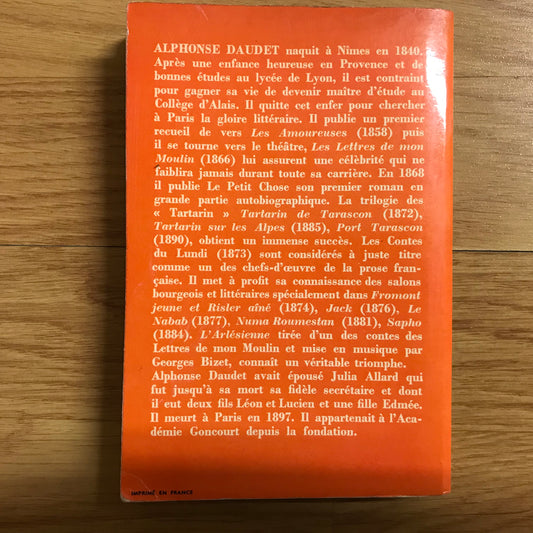 ALPHONSE DAUDET naquit à Nîmes en 1840.
Après une enfance heureuse en Provence et de
bonnes études au lycée de Lyon, il est contraint
pour gagner sa vie de devenir maître d'étude au
Collège d'Alais. Il quitte cet enfer pour chercher
à Paris la gloire littéraire. Il publie un premier
recueil de vers Les Amoureuses (1858) puis
il se tourne vers le théâtre, Les Lettres de mon
Moulin (1866) lui assurent une célèbrité qui ne
faiblira jamais durant toute sa carrière. En 1868
il publie Le Petit Chose son premier roman en
grande partie autobiographique. La trilogie des
« Tartarin » Tartarin de Tarascon (1872),
Tartarin sur les Alpes (1885), Port Tarascon
(1890), obtient un immense succès. Les Contes
du Lundi (1873) sont considérés à juste titre
comme un des chefs-d'œuvre de la prose fran-
çaise. Il met à profit sa connaissance des salons
bourgeois et littéraires spécialement dans Fromont
jeune et Risler aîné (1874), Jack (1876), Le
Nabab (1877), Numa Roumestan (1881), Sapho
(1884). L'Arlésienne tirée d'un des contes des
Lettres de mon Moulin et mise en musique par
Georges Bizet, connaît un véritable triomphe.
Alphonse Daudet avait épousé Julia Allard qui
fut jusqu'à sa mort sa fidèle secrétaire et dont
il eut deux fils Léon et Lucien et une fille Edmée.
Il meurt à Paris en 1897. Il appartenait à l'Aca-
démie Goncourt depuis la fondation.
IMPRIMÉ EN FRANCE